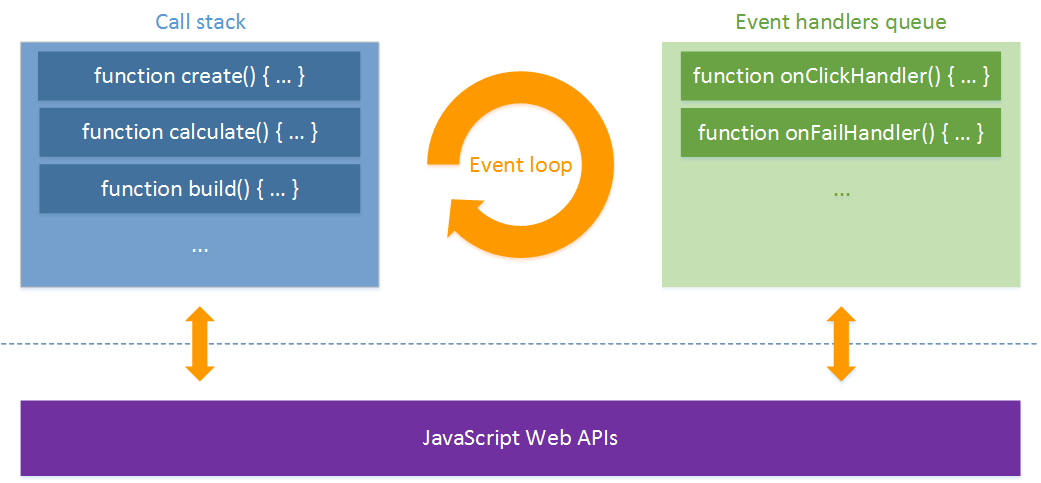 Call stack
function create() { ... }
function calculate() { ... }
function build() { ... }
...
Event loop
Event handlers queue
function onClickHandler() { ... }
function onFailHandler() { ... }
...
JavaScript Web APIs